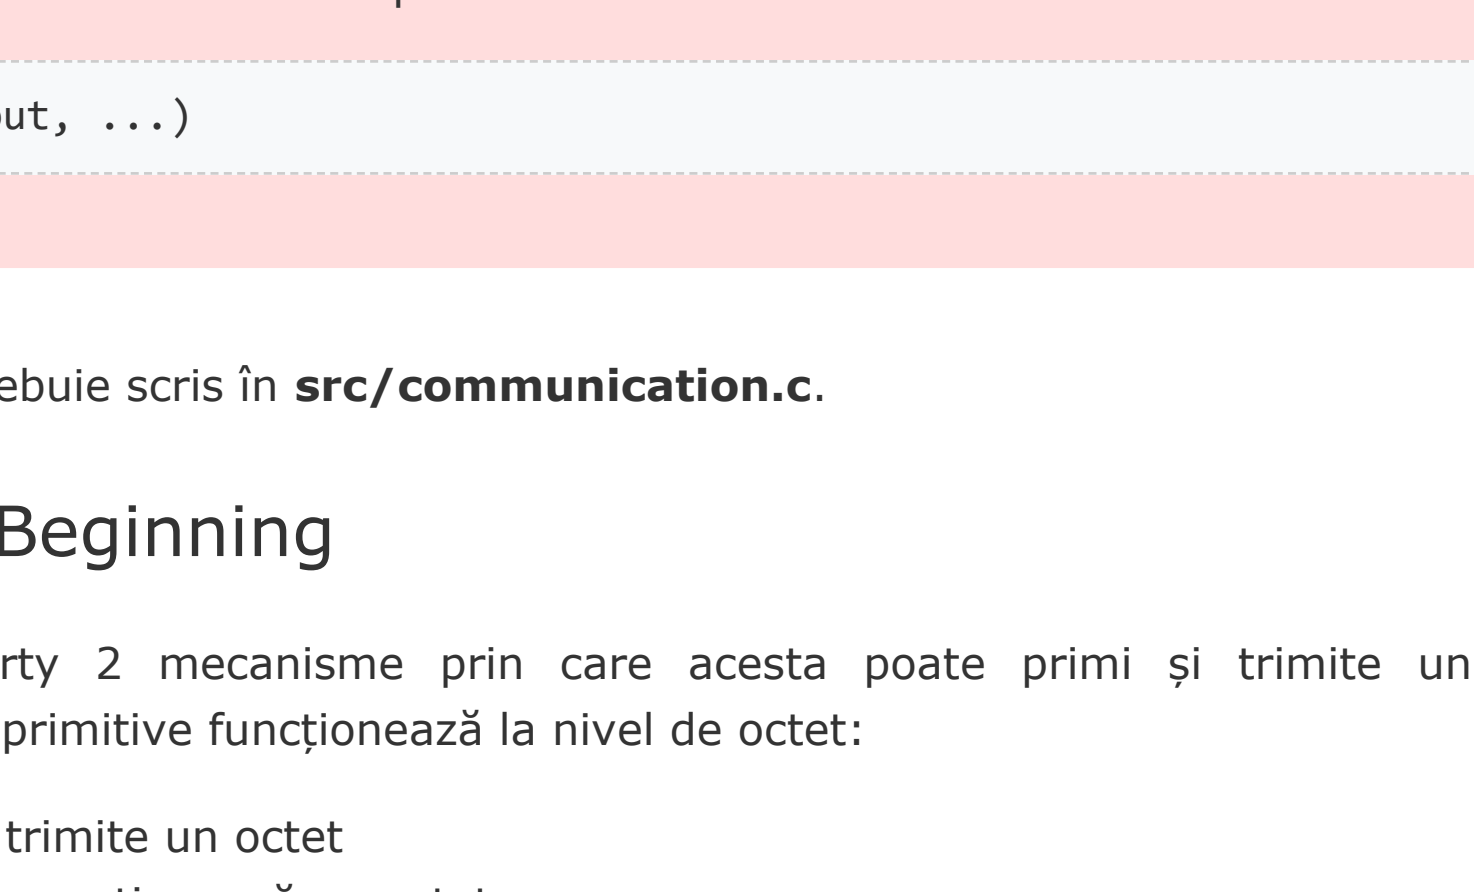 ut, ...)
ebuie scris în src/communication.c.
Beginning
rty 2 mecanisme prin care acesta poate primi și trimite un
primitive funcționează la nivel de octet:
trimite un octet